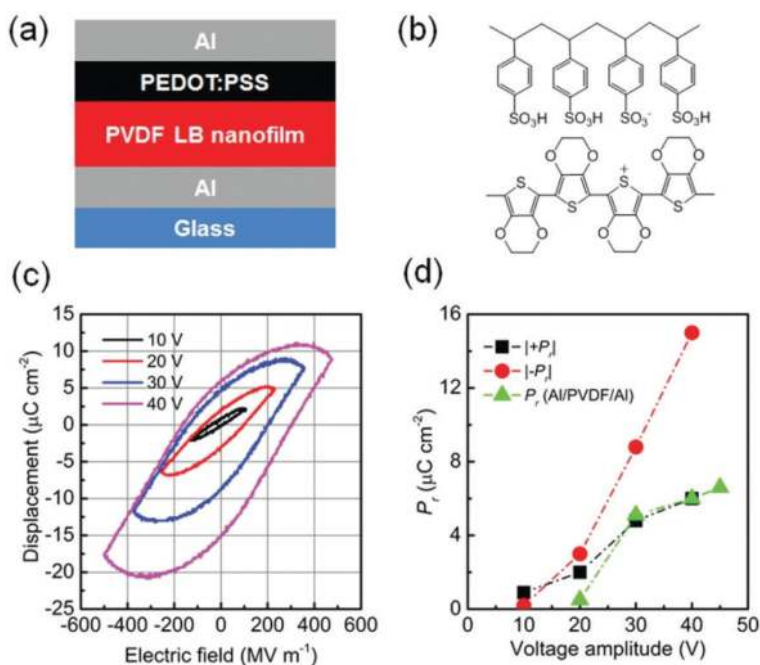 (a)
Al
PEDOT:PSS
PVDF LB nanofilm
Al
Glass
(b)
SO₃H SO₃H SO₃⁻ SO₃H
O O O O
S S S⁺ S
O O O O
(c)
Displacement (μC cm⁻²)
15
10
5
0
-5
-10
-15
-20
-25
10 V
20 V
30 V
40 V
-600 -400 -200 0 200 400 600
Electric field (MV m⁻¹)
(d)
Pᵣ (μC cm⁻²)
16
12
8
4
0
|+Pᵣ|
|-Pᵣ|
Pᵣ (Al/PVDF/Al)
0 10 20 30 40 50
Voltage amplitude (V)